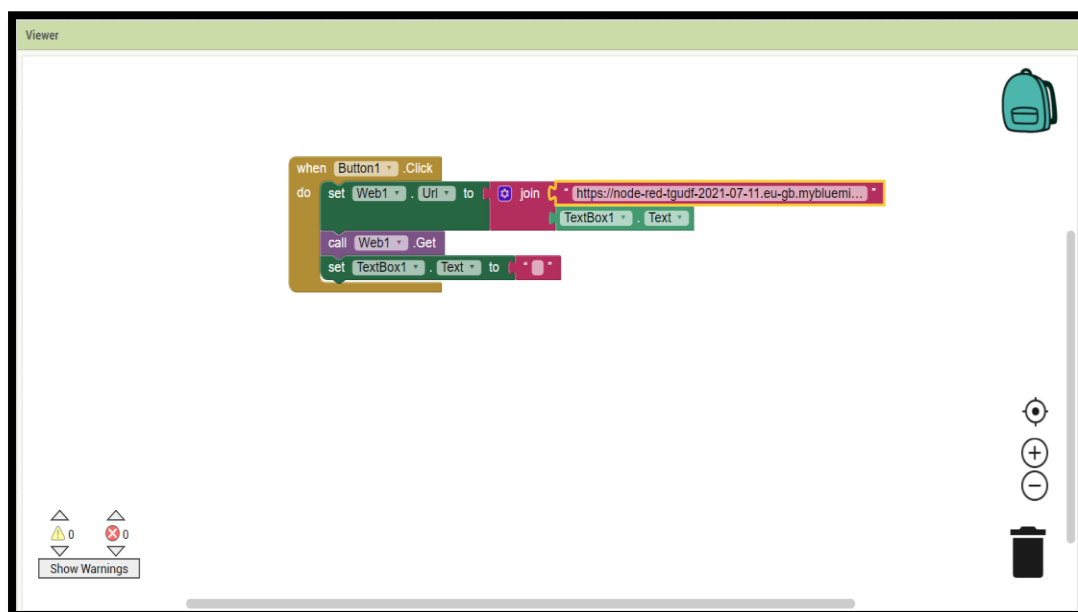 Viewer
when Button1 .Click
do set Web1 . Url to join " https://node-red-tgudf-2021-07-11.eu-gb.mybluemi... "
TextBox1 . Text
call Web1 .Get
set TextBox1 . Text to " "
0 0
Show Warnings